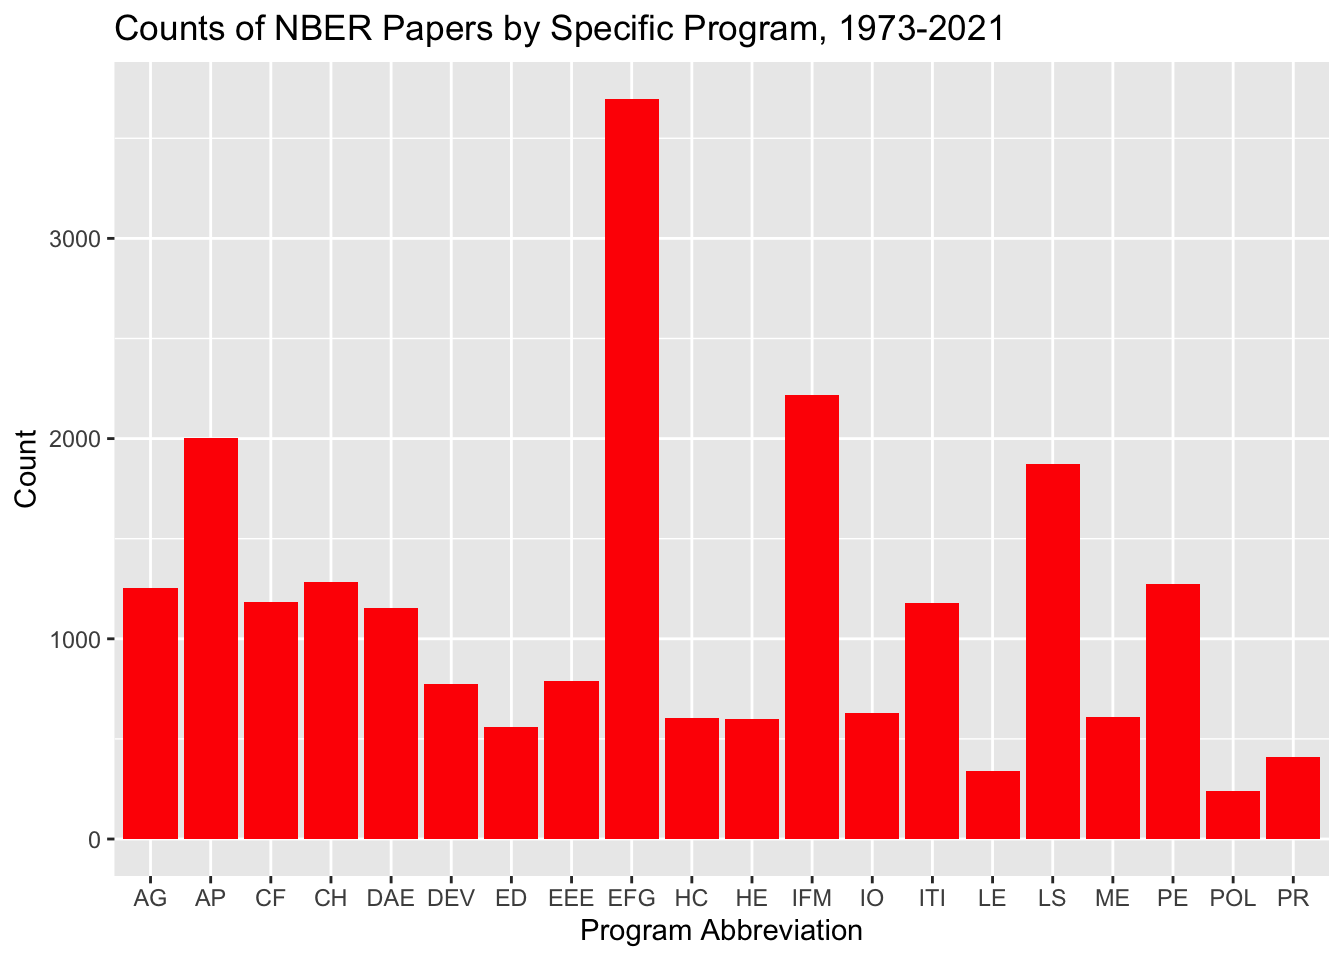 Counts of NBER Papers by Specific Program, 1973-2021
Count
3000
2000
1000
0
AG AP CF CH DAE DEV ED EEE EFG HC HE IFM IO ITI LE LS ME PE POL PR
Program Abbreviation